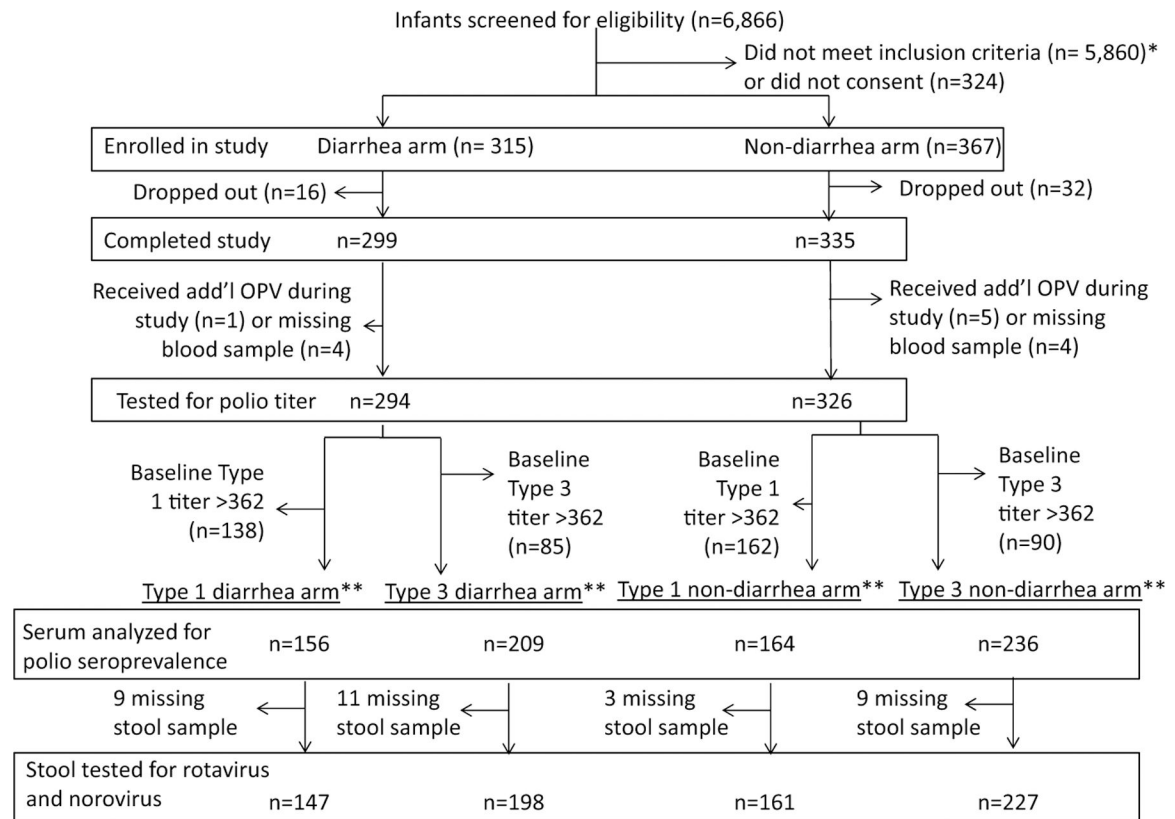 Infants screened for eligibility (n=6,866)
Did not meet inclusion criteria (n= 5,860)*
or did not consent (n=324)
Enrolled in study
Diarrhea arm (n= 315)
Non-diarrhea arm (n=367)
Dropped out (n=16)
Dropped out (n=32)
Completed study
n=299
n=335
Received add'l OPV during
study (n=1) or missing
blood sample (n=4)
Received add'l OPV during
study (n=5) or missing
blood sample (n=4)
Tested for polio titer
n=294
n=326
Baseline Type
1 titer >362
(n=138)
Baseline
Type 3
titer >362
(n=85)
Baseline
Type 1
titer >362
(n=162)
Baseline
Type 3
titer >362
(n=90)
Type 1 diarrhea arm**
Type 3 diarrhea arm**
Type 1 non-diarrhea arm**
Type 3 non-diarrhea arm**
Serum analyzed for
polio seroprevalence
n=156
n=209
n=164
n=236
9 missing
stool sample
11 missing
stool sample
3 missing
stool sample
9 missing
stool sample
Stool tested for rotavirus
and norovirus
n=147
n=198
n=161
n=227